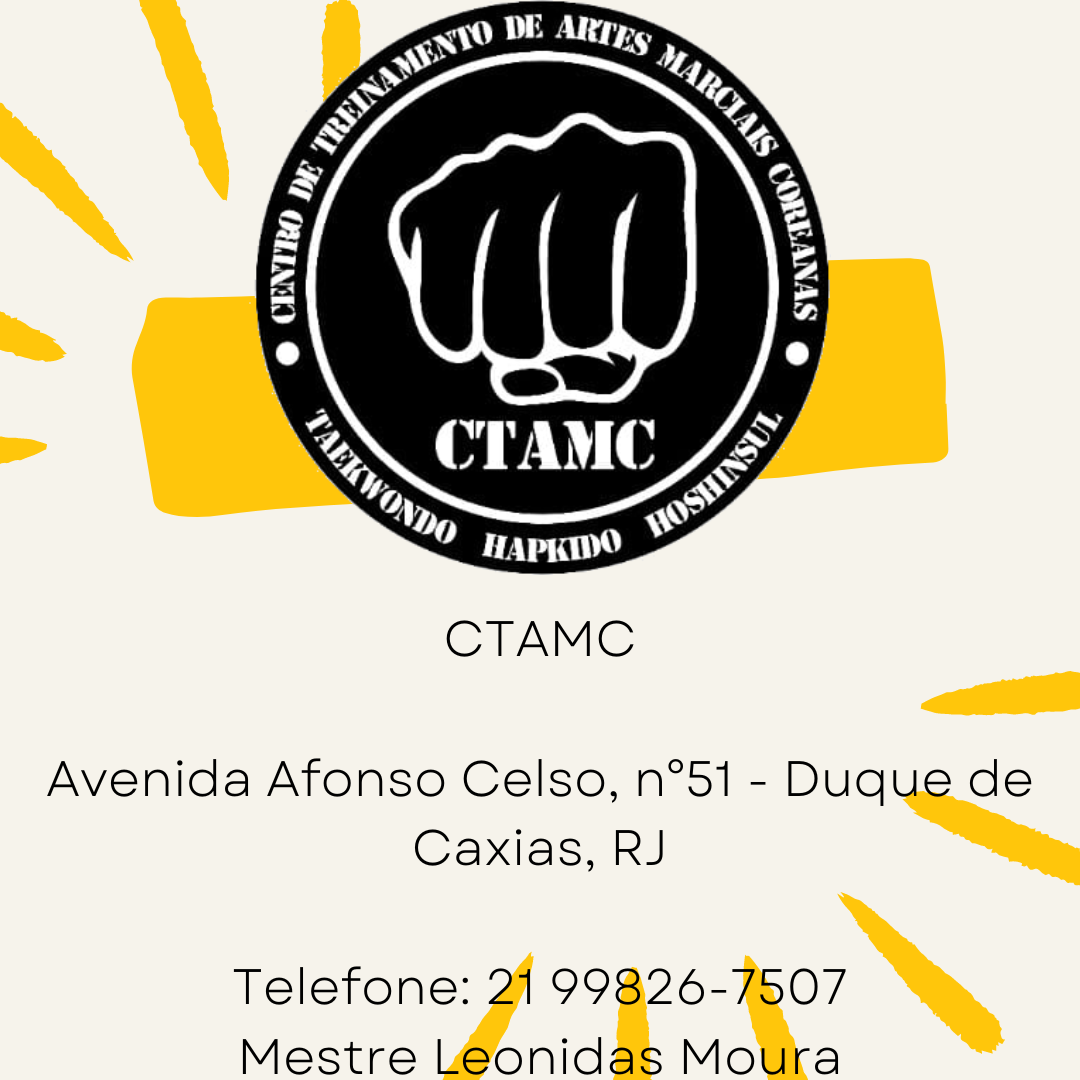 CENTRO DE TREINAMENTO DE ARTES MARCIAIS COREANAS
CTAMC
TAEKWONDO HAPKIDO HOSHINSUL
CTAMC
Avenida Afonso Celso, n°51 - Duque de
Caxias, RJ
Telefone: 21 99826-7507
Mestre Leonidas Moura